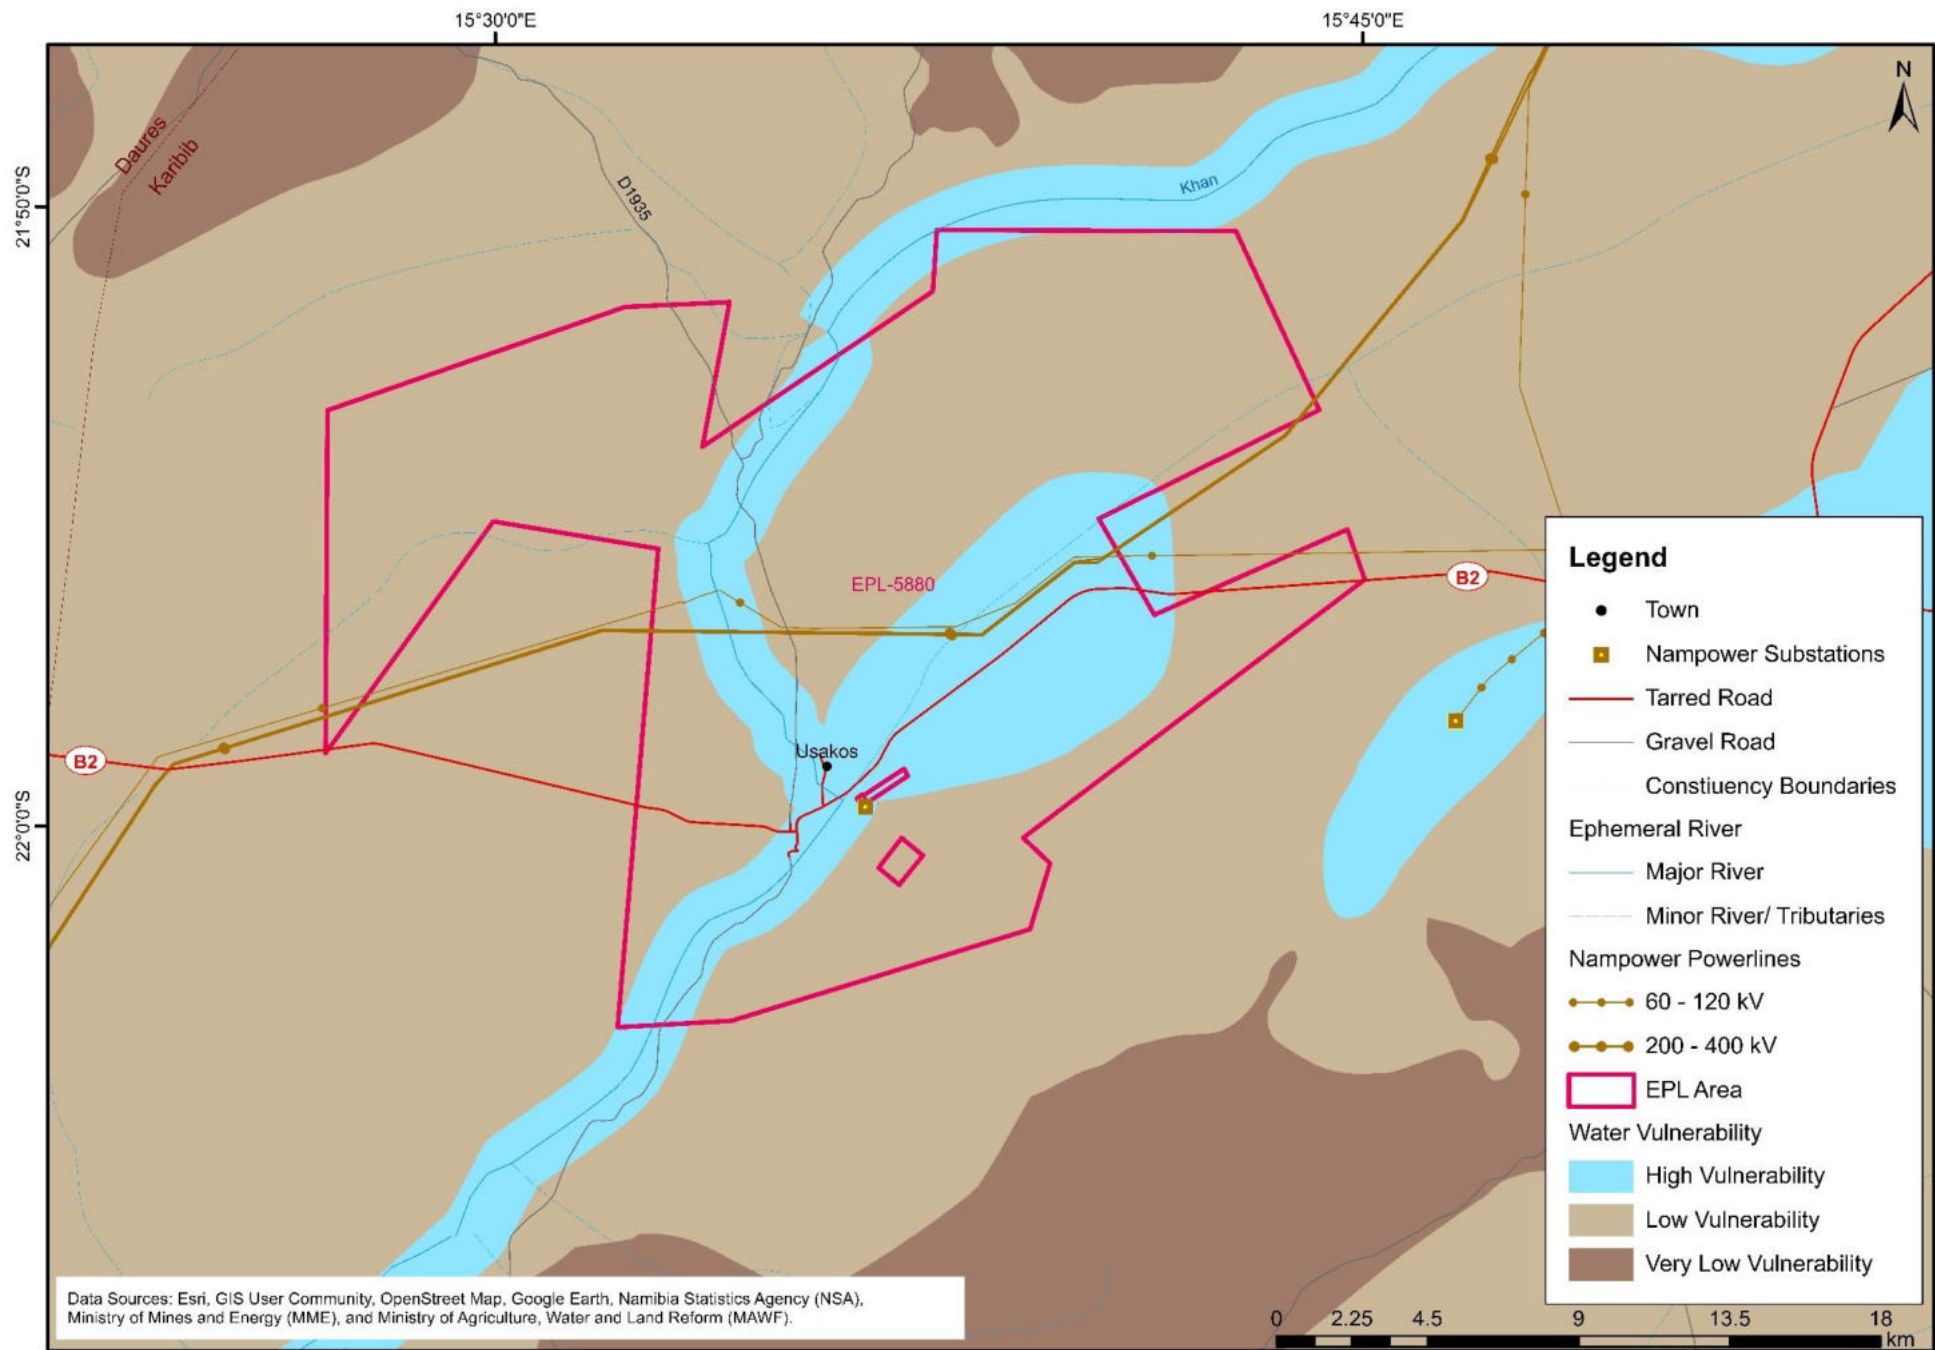 15°30'0"E
15°45'0"E
N
Daures
Karibib
21°50'0"S
D1935
Khan
EPL-5880
B2
B2
Usakos
22°0'0"S
Legend
Town
Nampower Substations
Tarred Road
Gravel Road
Constiuency Boundaries
Ephemeral River
Major River
Minor River/ Tributaries
Nampower Powerlines
60 - 120 kV
200 - 400 kV
EPL Area
Water Vulnerability
High Vulnerability
Low Vulnerability
Very Low Vulnerability
Data Sources: Esri, GIS User Community, OpenStreet Map, Google Earth, Namibia Statistics Agency (NSA),
Ministry of Mines and Energy (MME), and Ministry of Agriculture, Water and Land Reform (MAWF).
0 2.25 4.5 9 13.5 18
km